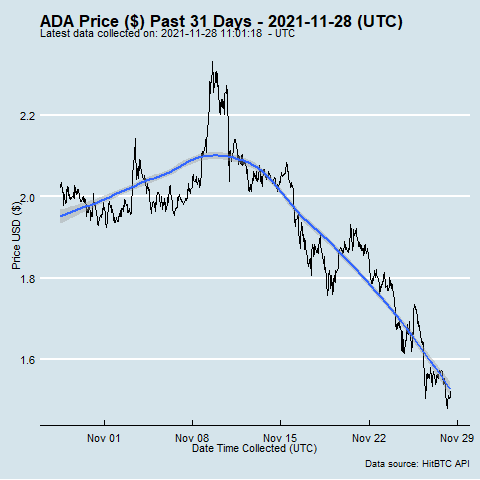 ADA Price ($) Past 31 Days - 2021-11-28 (UTC)
Latest data collected on: 2021-11-28 11:01:18  - UTC
2.2
2.0
1.8
1.6
Price USD ($)
Nov 01
Nov 08
Nov 15
Nov 22
Nov 29
Date Time Collected (UTC)
Data source: HitBTC API